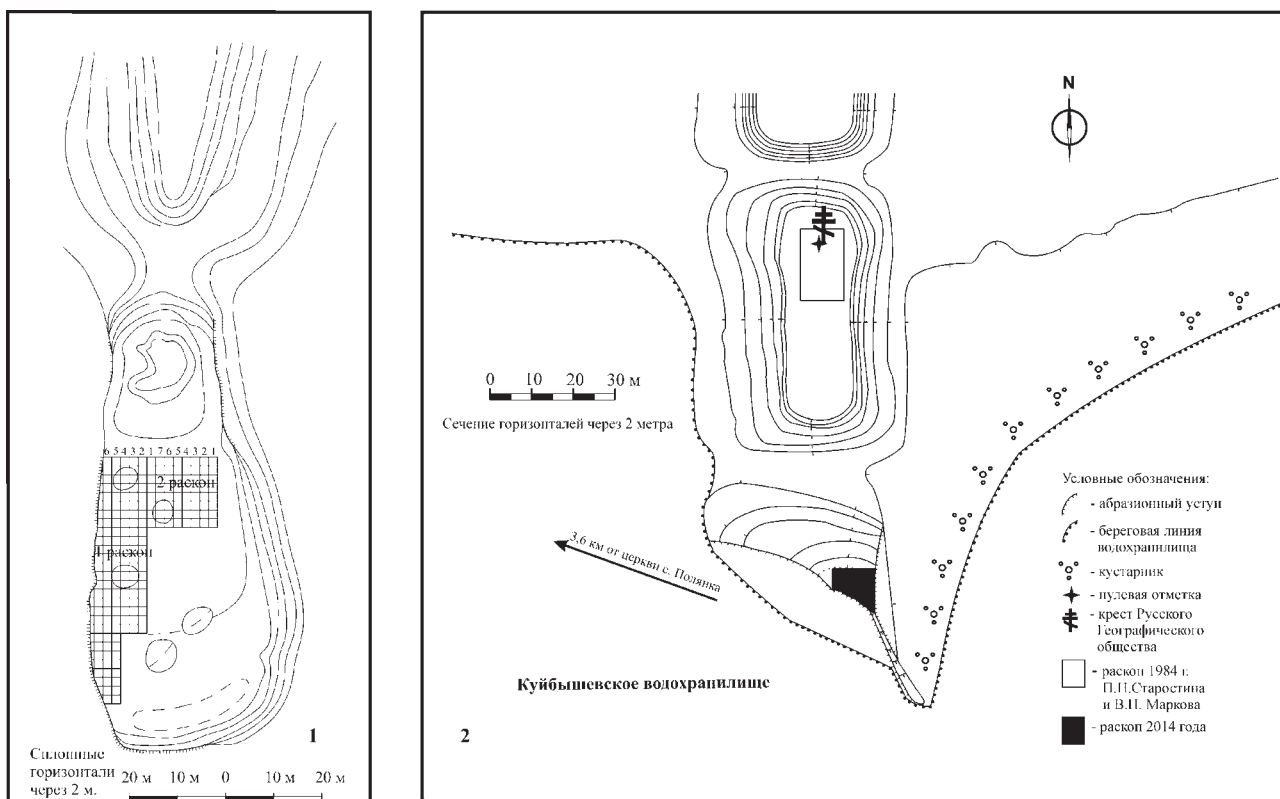 6 5 4 3 2 1 7 6 5 4 3 2 1
2 раскоп
1 раскоп
1
Сплошные
горизонтали
через 2 м.
20 м 10 м 0 10 м 20 м
N
0 10 20 30 м
Сечение горизонталей через 2 метра
3,6 км от церкви с. Полянка
Куйбышевское водохранилище
2
Условные обозначения:
- абразионный уступ
- береговая линия
водохранилища
- кустарник
- нулевая отметка
- крест Русского
Географического
общества
- раскоп 1984 г.
П.Н.Старостина
и В.Н. Маркова
- раскоп 2014 года